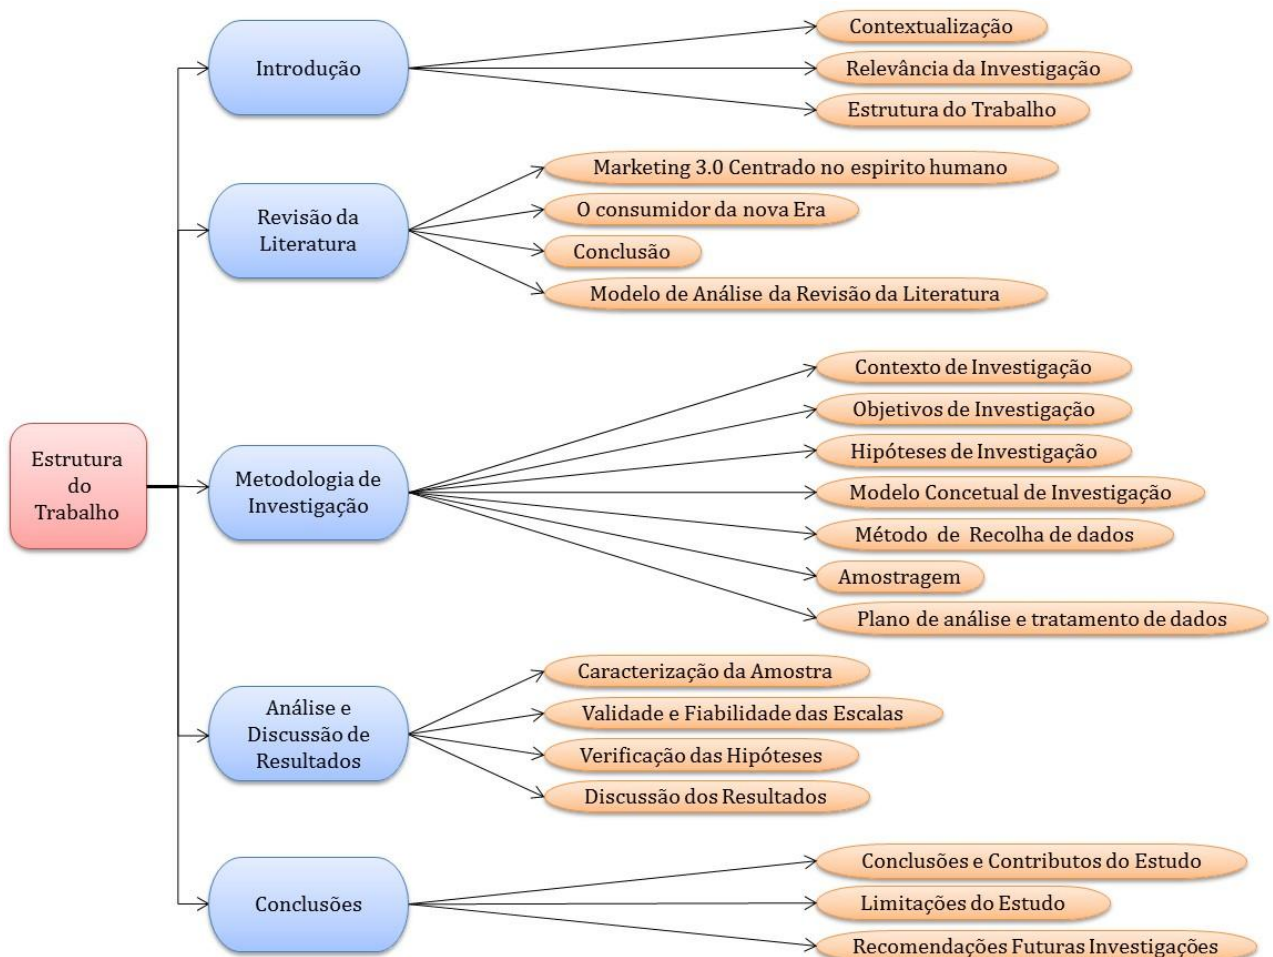 Estrutura
do
Trabalho
Introdução
Contextualização
Relevância da Investigação
Estrutura do Trabalho
Revisão da
Literatura
Marketing 3.0 Centrado no espirito humano
O consumidor da nova Era
Conclusão
Modelo de Análise da Revisão da Literatura
Metodologia de
Investigação
Contexto de Investigação
Objetivos de Investigação
Hipóteses de Investigação
Modelo Concetual de Investigação
Método de Recolha de dados
Amostragem
Plano de análise e tratamento de dados
Análise e
Discussão de
Resultados
Caracterização da Amostra
Validade e Fiabilidade das Escalas
Verificação das Hipóteses
Discussão dos Resultados
Conclusões
Conclusões e Contributos do Estudo
Limitações do Estudo
Recomendações Futuras Investigações